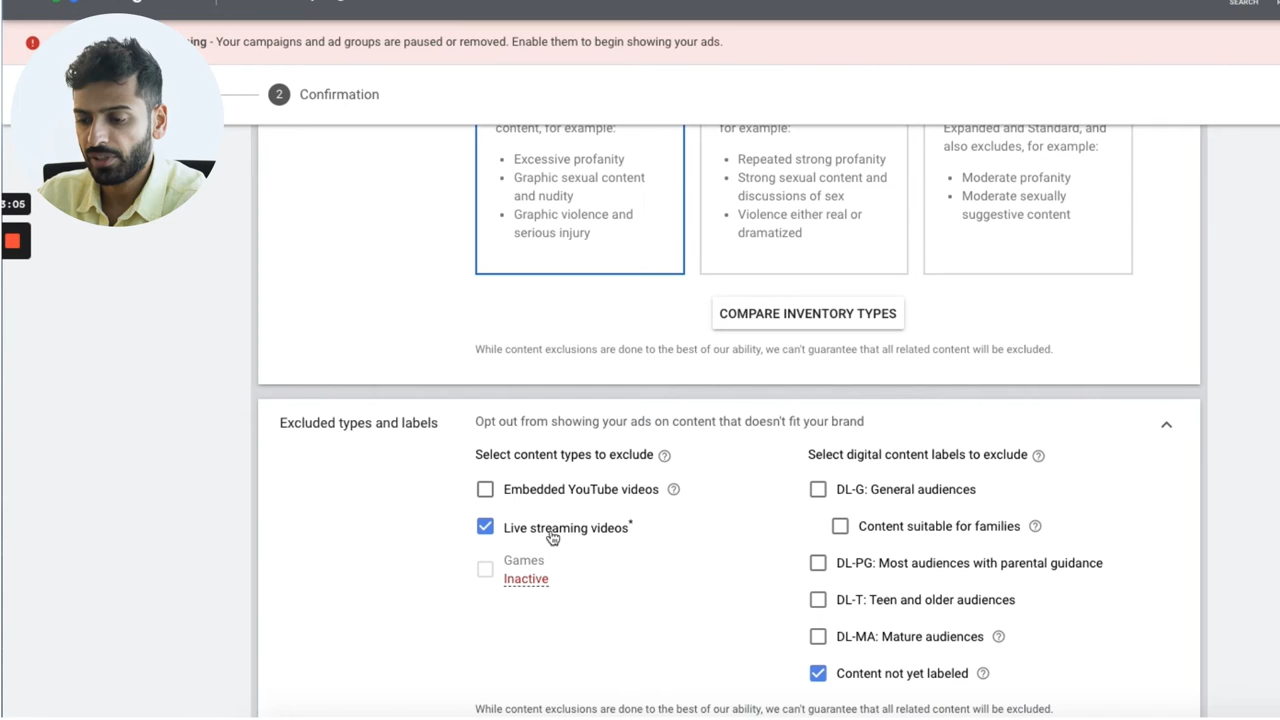 SEARCH
- Your campaigns and ad groups are paused or removed. Enable them to begin showing your ads.
2 Confirmation
content, for example:
Excessive profanity
Graphic sexual content
and nudity
Graphic violence and
serious injury
for example:
Repeated strong profanity
Strong sexual content and
discussions of sex
Violence either real or
dramatized
Expanded and Standard, and
also excludes, for example:
Moderate profanity
Moderate sexually
suggestive content
3:05
COMPARE INVENTORY TYPES
While content exclusions are done to the best of our ability, we can't guarantee that all related content will be excluded.
Excluded types and labels
Opt out from showing your ads on content that doesn't fit your brand
Select content types to exclude
Embedded YouTube videos
Live streaming videos*
Games
Inactive
Select digital content labels to exclude
DL-G: General audiences
Content suitable for families
DL-PG: Most audiences with parental guidance
DL-T: Teen and older audiences
DL-MA: Mature audiences
Content not yet labeled
While content exclusions are done to the best of our ability, we can't guarantee that all related content will be excluded.